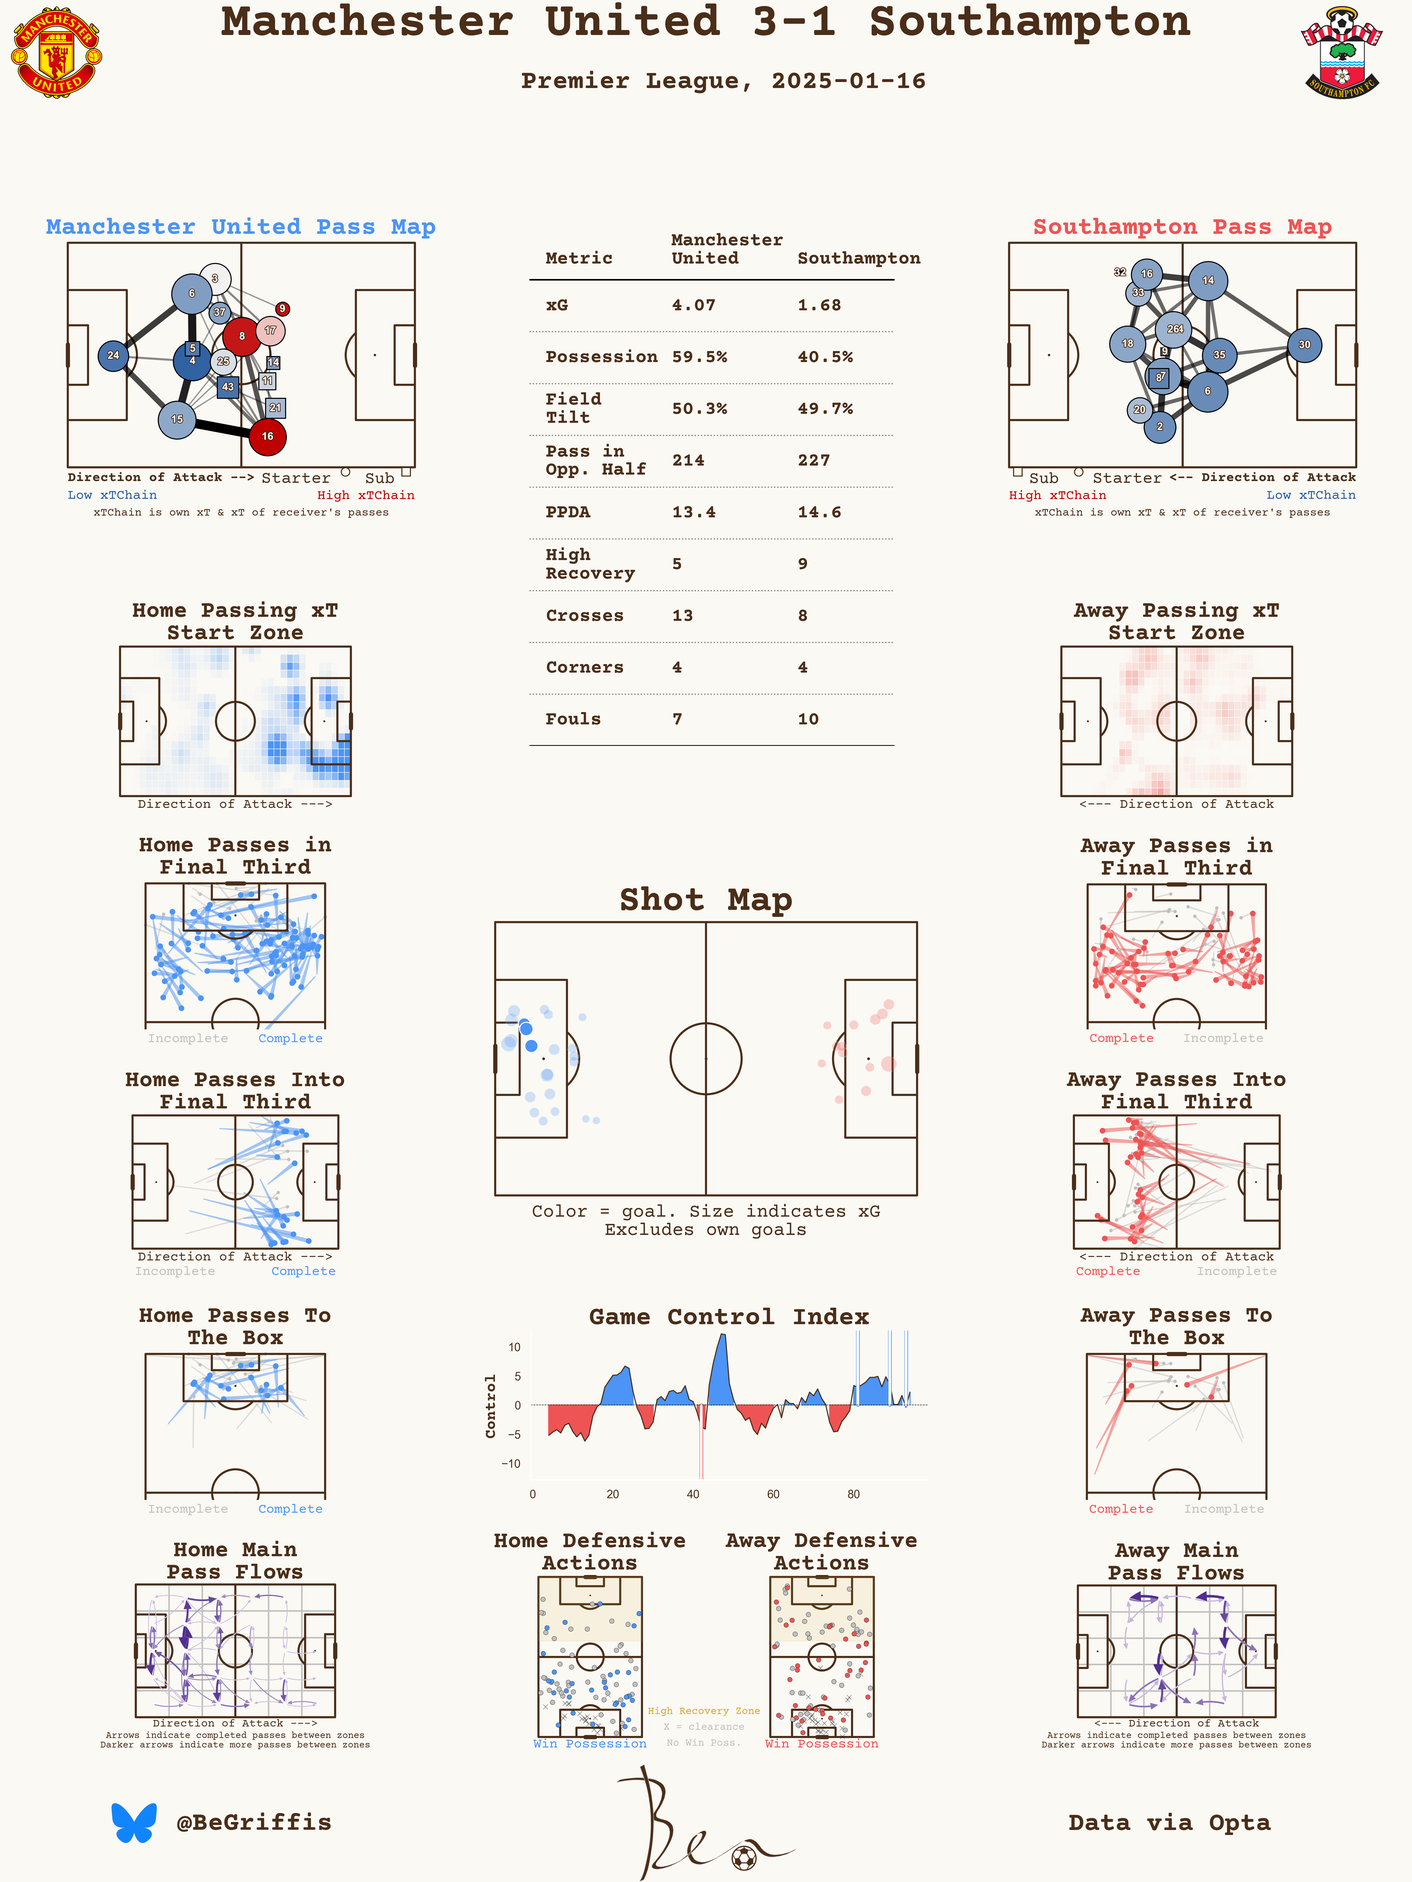 Manchester United 3-1 Southampton
Premier League, 2025-01-16
MANCHESTER
UNITED
SOUTHAMPTON FC
Manchester United Pass Map
3
6
9
37
8
17
5
24
4
25
14
11
43
21
15
16
Direction of Attack --> Starter Sub
Low xTChain High xTChain
xTChain is own xT & xT of receiver's passes
Metric Manchester United Southampton
xG 4.07 1.68
Possession 59.5% 40.5%
Field Tilt 50.3% 49.7%
Pass in Opp. Half 214 227
PPDA 13.4 14.6
High Recovery 5 9
Crosses 13 8
Corners 4 4
Fouls 7 10
Southampton Pass Map
32
16
14
33
18
30
9
35
8
6
20
2
Sub Starter <-- Direction of Attack
High xTChain Low xTChain
xTChain is own xT & xT of receiver's passes
Home Passing xT
Start Zone
Direction of Attack --->
Away Passing xT
Start Zone
<--- Direction of Attack
Home Passes in
Final Third
Incomplete Complete
Away Passes in
Final Third
Complete Incomplete
Shot Map
Color = goal. Size indicates xG
Excludes own goals
Home Passes Into
Final Third
Direction of Attack --->
Incomplete Complete
Away Passes Into
Final Third
<--- Direction of Attack
Complete Incomplete
Home Passes To
The Box
Incomplete Complete
Game Control Index
Control
10
5
0
−5
−10
0 20 40 60 80
Away Passes To
The Box
Complete Incomplete
Home Main
Pass Flows
Direction of Attack --->
Arrows indicate completed passes between zones
Darker arrows indicate more passes between zones
Home Defensive
Actions
Win Possession
High Recovery Zone
X = clearance
No Win Poss.
Away Defensive
Actions
Win Possession
Away Main
Pass Flows
<--- Direction of Attack
Arrows indicate completed passes between zones
Darker arrows indicate more passes between zones
@BeGriffis
Ben
Data via Opta